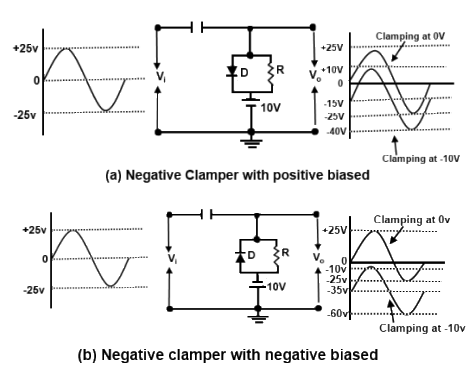 Clamping at 0V
+25v
0
-25v
Vi
D
R
10V
Vo
+25V
+10V
0
-15V
-25V
-40V
Clamping at -10V
(a) Negative Clamper with positive biased
Clamping at 0v
+25v
0
-25v
Vi
D
R
10V
Vo
+25V
0
-10v
-25v
-35v
-60v
Clamping at -10v
(b) Negative clamper with negative biased